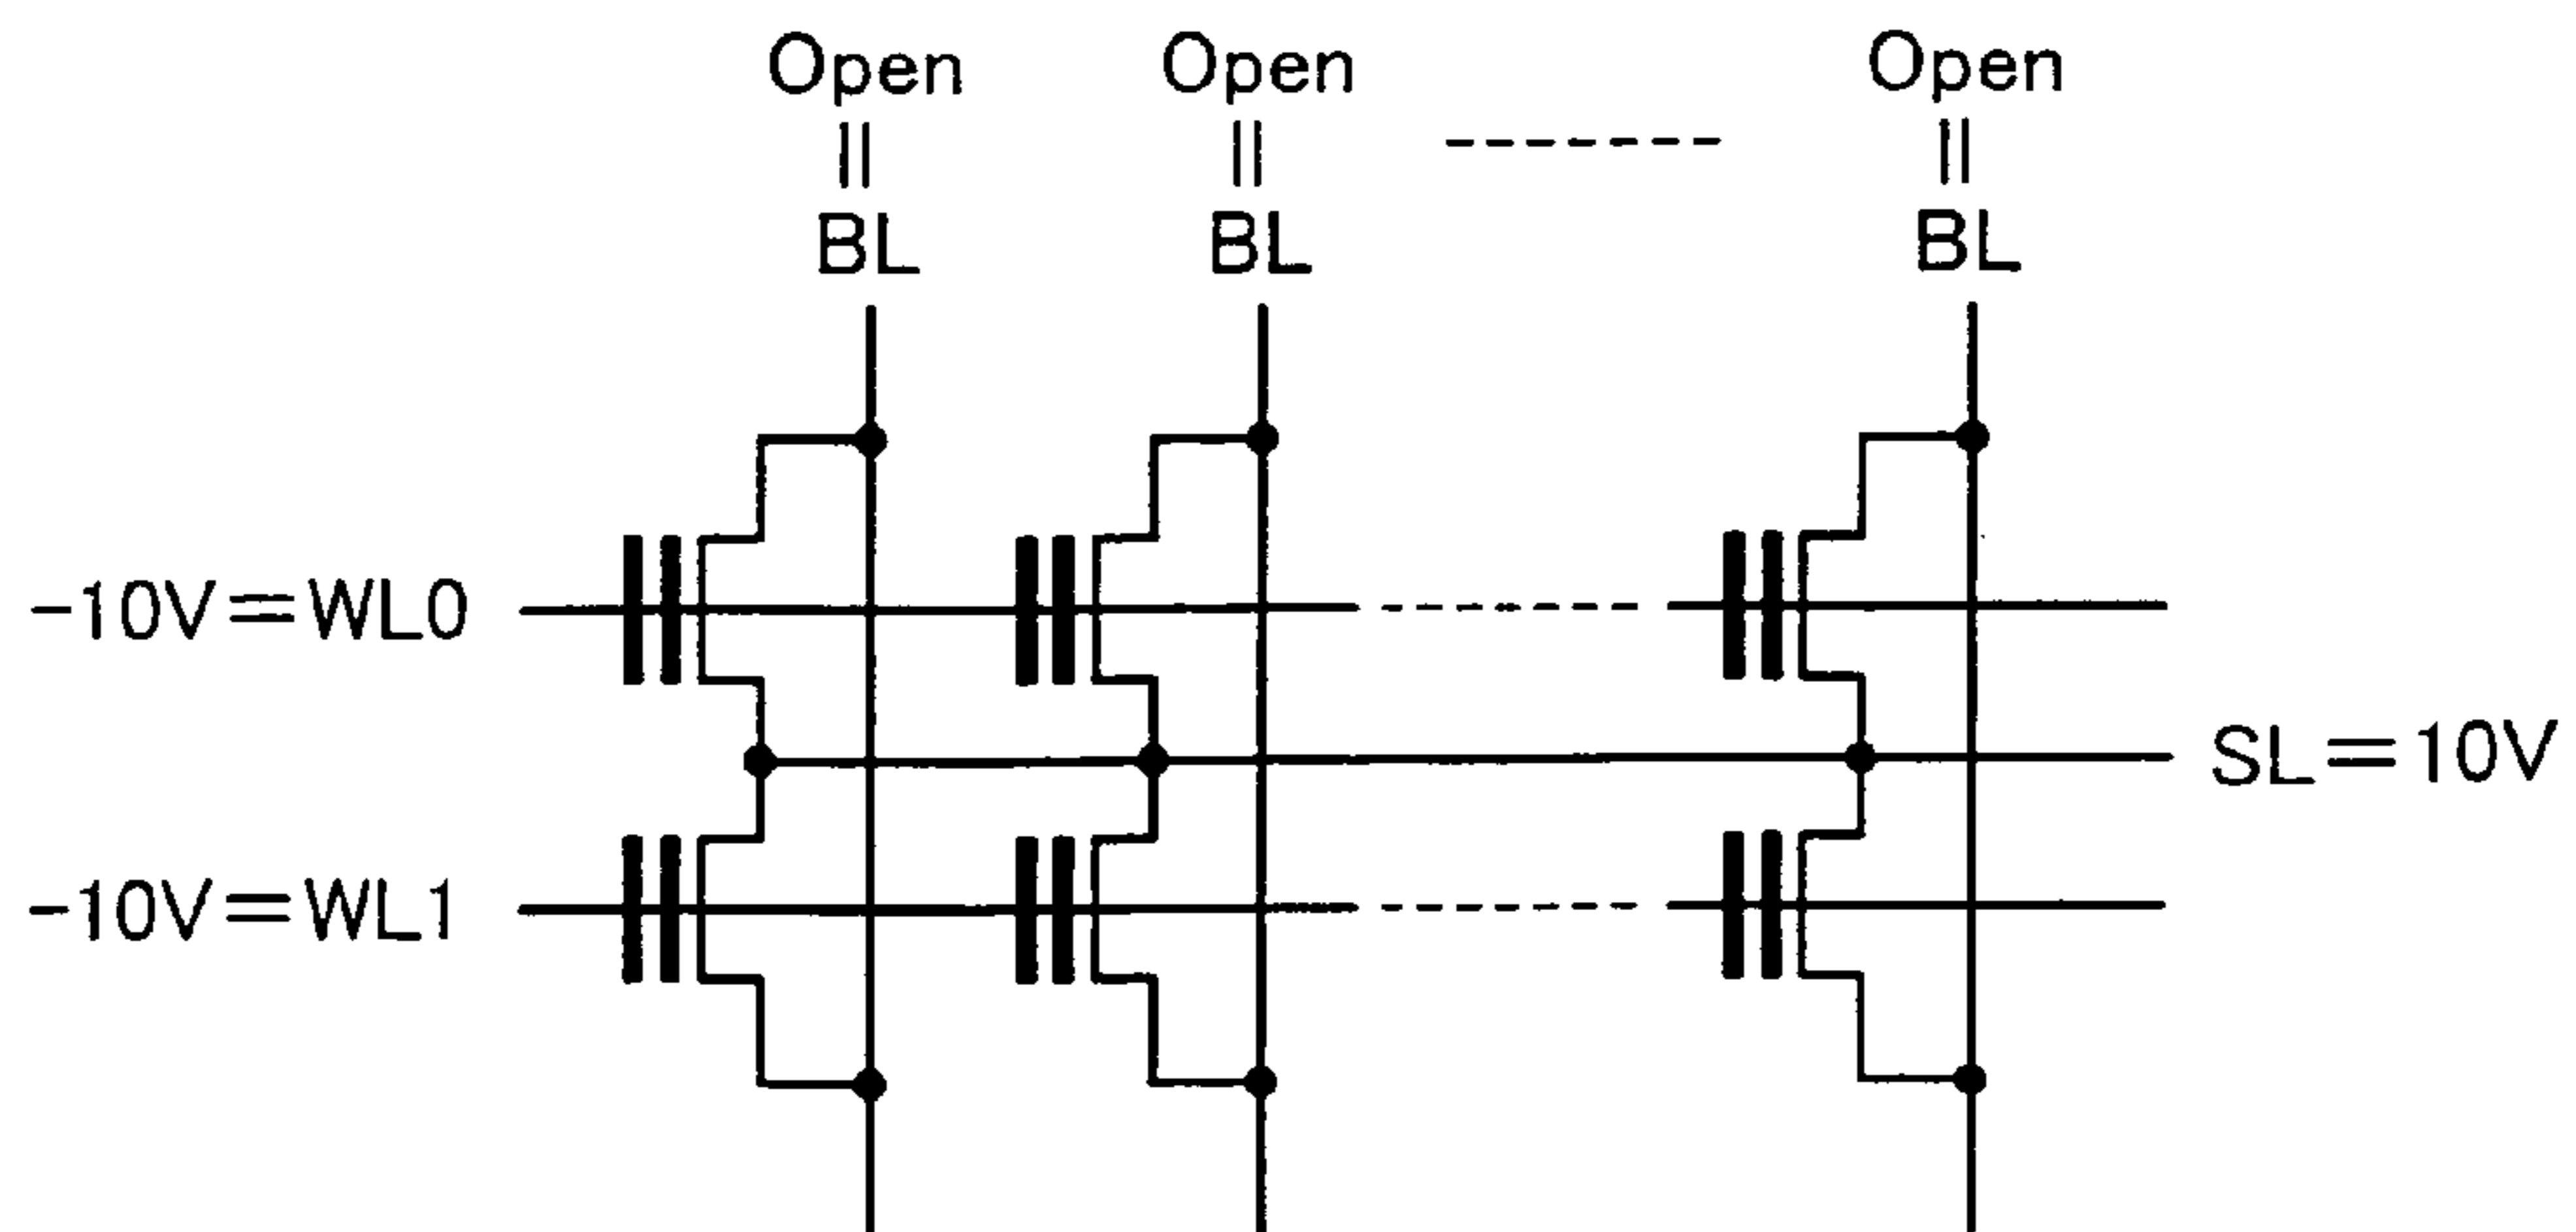 Open Open Open
|| || ||
BL BL BL
-10V=WL0
SL=10V
-10V=WL1